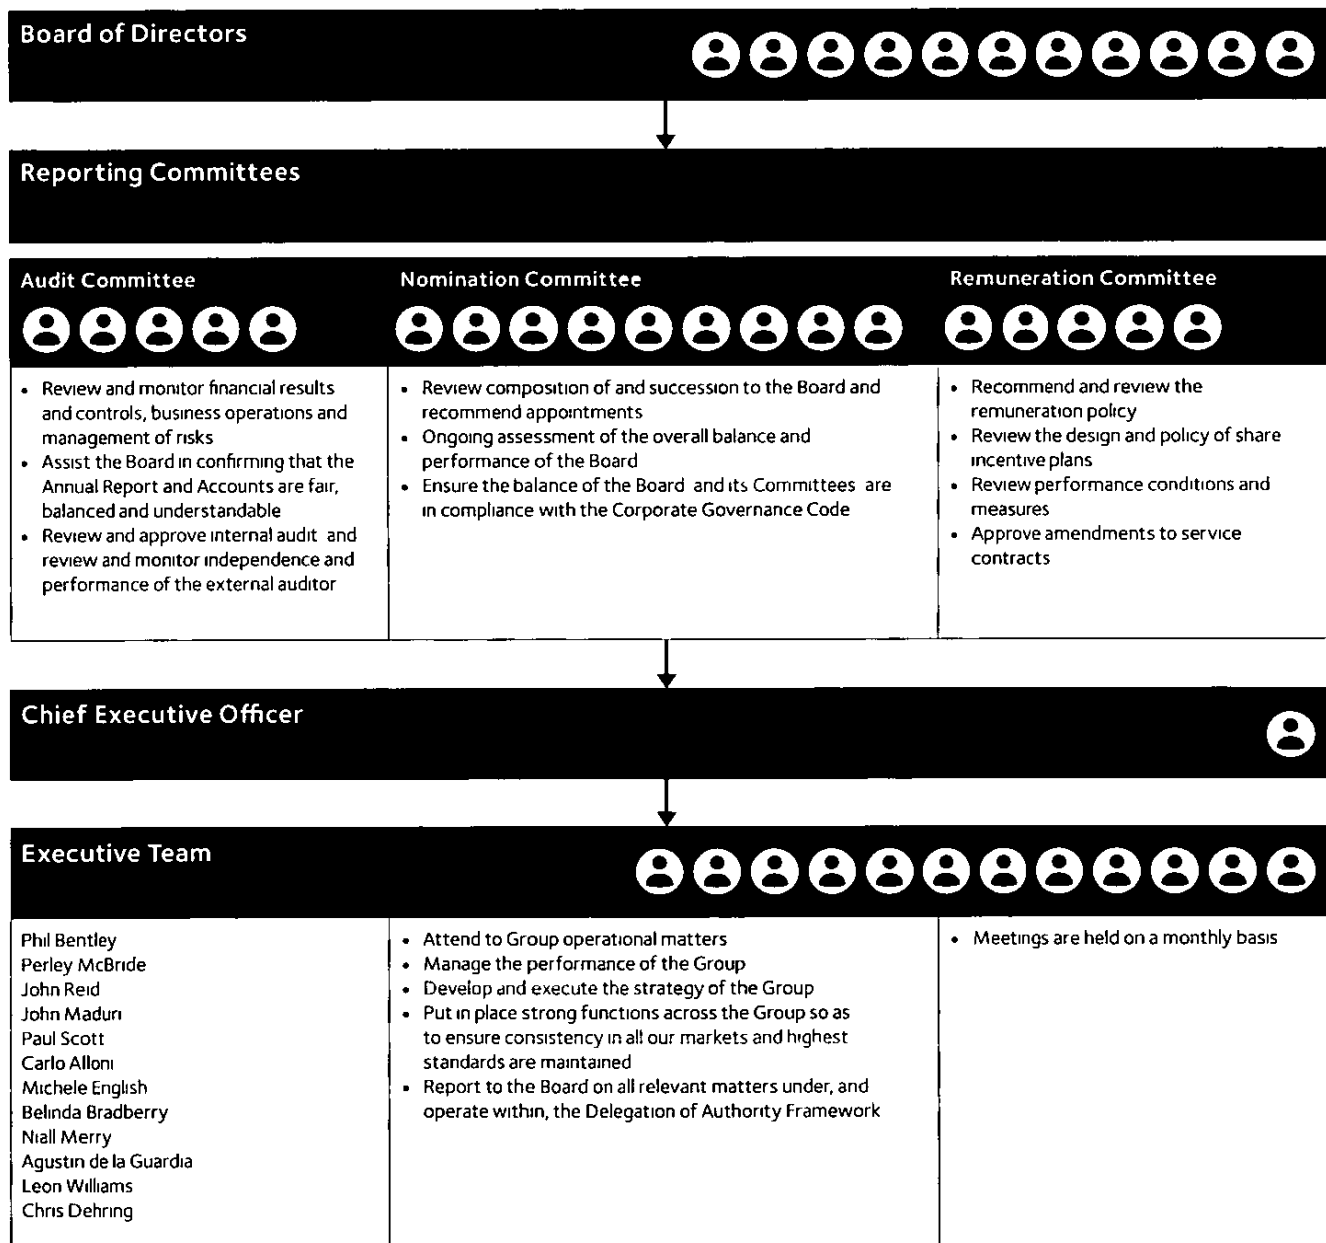 Board of Directors
Reporting Committees
Audit Committee
Nomination Committee
Remuneration Committee
• Review and monitor financial results
and controls, business operations and
management of risks
• Assist the Board in confirming that the
Annual Report and Accounts are fair,
balanced and understandable
• Review and approve internal audit and
review and monitor independence and
performance of the external auditor
• Review composition of and succession to the Board and
recommend appointments
• Ongoing assessment of the overall balance and
performance of the Board
• Ensure the balance of the Board and its Committees are
in compliance with the Corporate Governance Code
• Recommend and review the
remuneration policy
• Review the design and policy of share
incentive plans
• Review performance conditions and
measures
• Approve amendments to service
contracts
Chief Executive Officer
Executive Team
Phil Bentley
Perley McBride
John Reid
John Maduri
Paul Scott
Carlo Alloni
Michele English
Belinda Bradberry
Niall Merry
Agustin de la Guardia
Leon Williams
Chris Dehring
• Attend to Group operational matters
• Manage the performance of the Group
• Develop and execute the strategy of the Group
• Put in place strong functions across the Group so as
to ensure consistency in all our markets and highest
standards are maintained
• Report to the Board on all relevant matters under, and
operate within, the Delegation of Authority Framework
• Meetings are held on a monthly basis